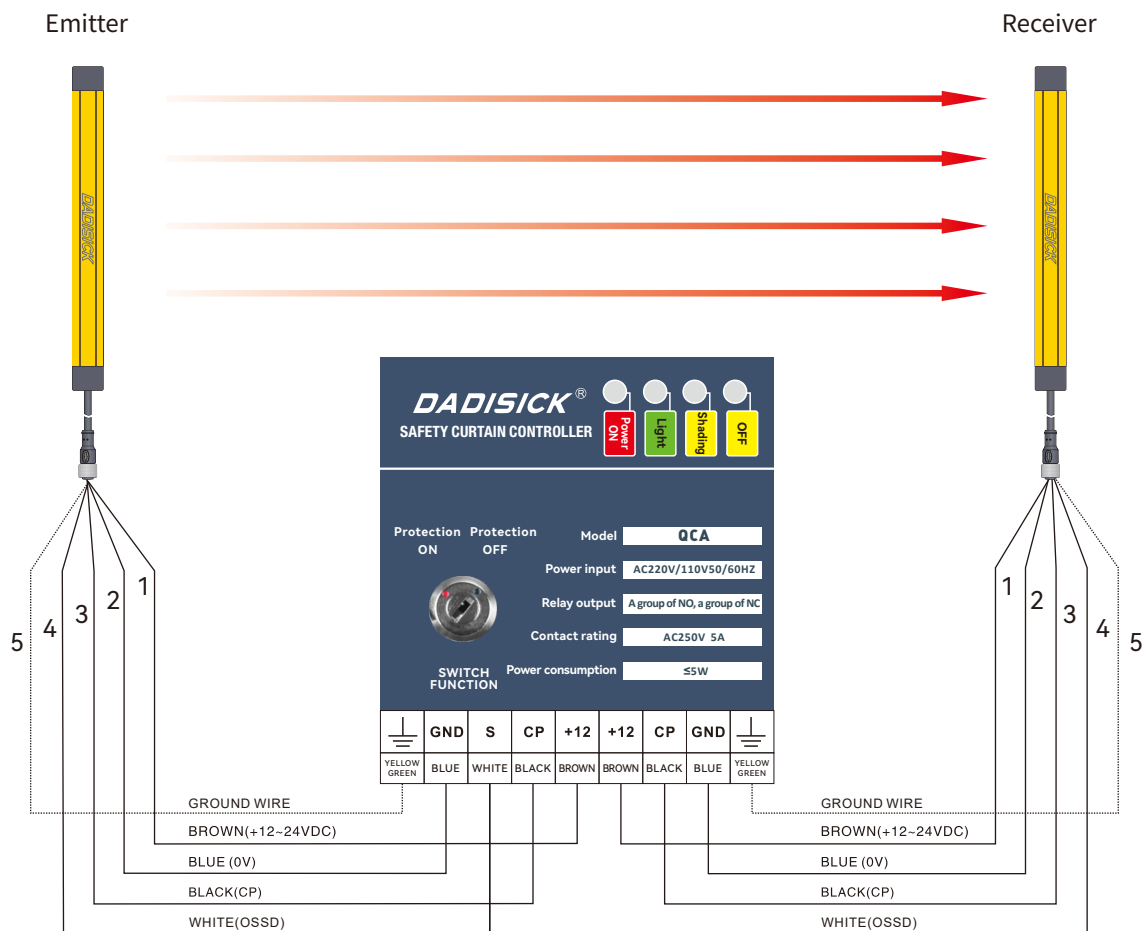 Emitter
Receiver
DADISICK
DADISICK
DADISICK®
SAFETY CURTAIN CONTROLLER
Power ON
Light
Shading
OFF
Protection ON
Protection OFF
SWITCH FUNCTION
Model QCA
Power input AC220V/110V50/60HZ
Relay output A group of NO, a group of NC
Contact rating AC250V 5A
Power consumption ≤5W
GND S CP +12 +12 CP GND
YELLOW GREEN BLUE WHITE BLACK BROWN BROWN BLACK BLUE YELLOW GREEN
5 4 3 2 1
1 2 3 4 5
GROUND WIRE
BROWN(+12~24VDC)
BLUE (0V)
BLACK(CP)
WHITE(OSSD)
GROUND WIRE
BROWN(+12~24VDC)
BLUE (0V)
BLACK(CP)
WHITE(OSSD)